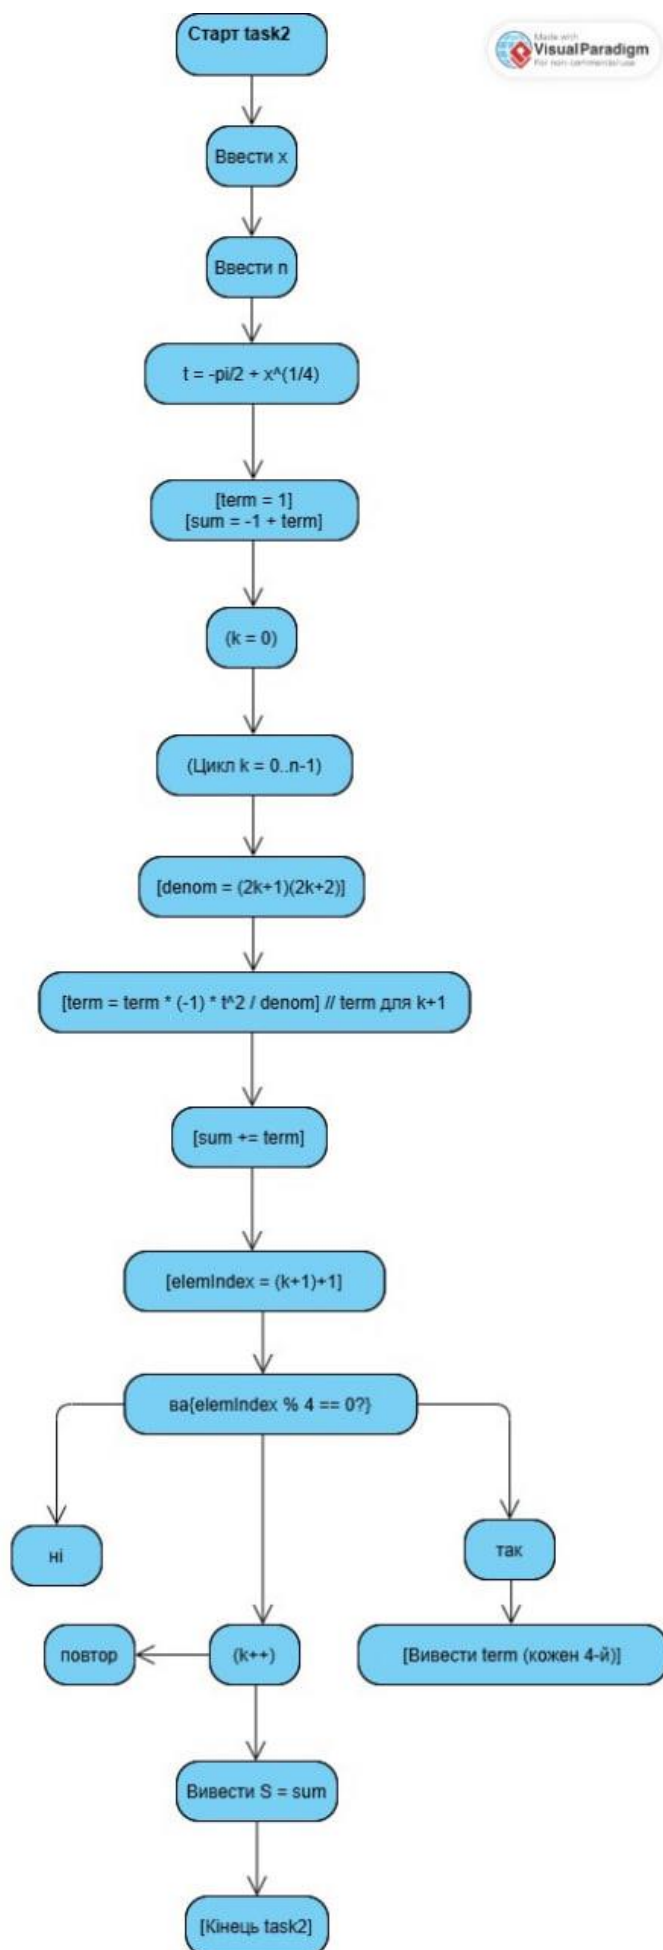 Старт task2
Made with
VisualParadigm
For non-commercial use
Ввести x
Ввести n
t = -pi/2 + x^(1/4)
[term = 1]
[sum = -1 + term]
(k = 0)
(Цикл k = 0..n-1)
[denom = (2k+1)(2k+2)]
[term = term * (-1) * t^2 / denom] // term для k+1
[sum += term]
[elemIndex = (k+1)+1]
ва{elemIndex % 4 == 0?}
ні
так
повтор
(k++)
[Вивести term (кожен 4-й)]
Вивести S = sum
[Кінець task2]